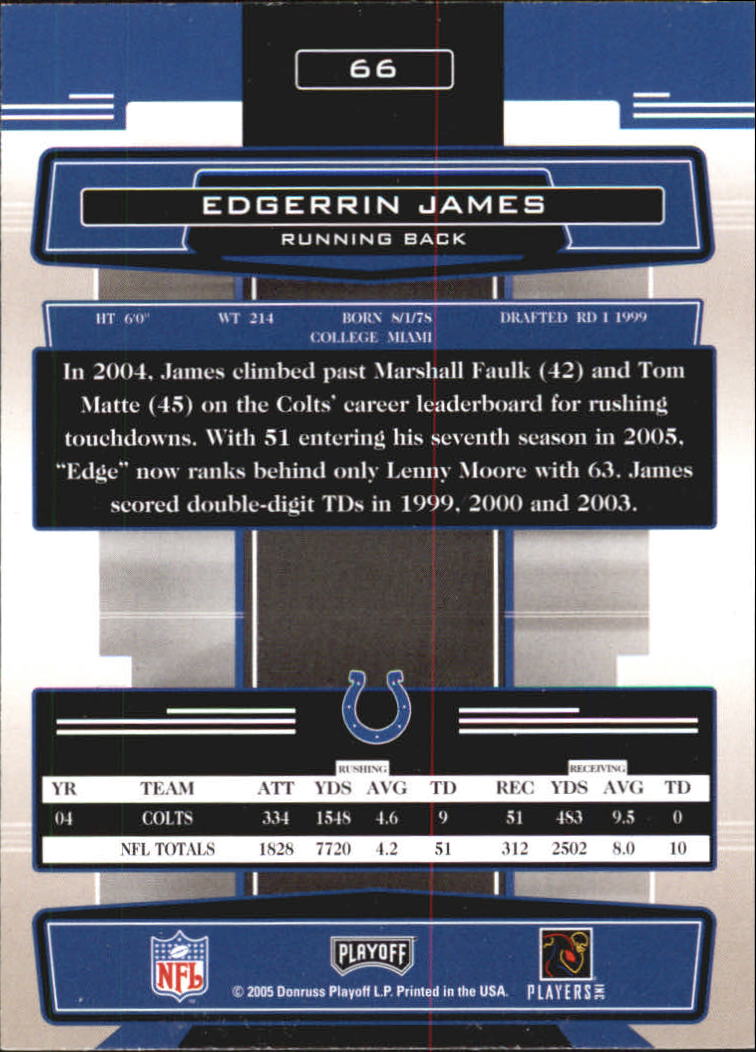 66
EDGERRIN JAMES
RUNNING BACK
HT 6'0" WT 214 BORN 8/1/78 DRAFTED RD 1 1999
COLLEGE MIAMI
In 2004, James climbed past Marshall Faulk (42) and Tom
Matte (45) on the Colts' career leaderboard for rushing
touchdowns. With 51 entering his seventh season in 2005,
"Edge" now ranks behind only Lenny Moore with 63. James
scored double-digit TDs in 1999, 2000 and 2003.
RUSHING RECEIVING
YR TEAM ATT YDS AVG TD REC YDS AVG TD
04 COLTS 334 1548 4.6 9 51 483 9.5 0
NFL TOTALS 1828 7720 4.2 51 312 2502 8.0 10
NFL PLAYOFF
© 2005 Donruss Playoff L.P. Printed in the USA. PLAYERS INC